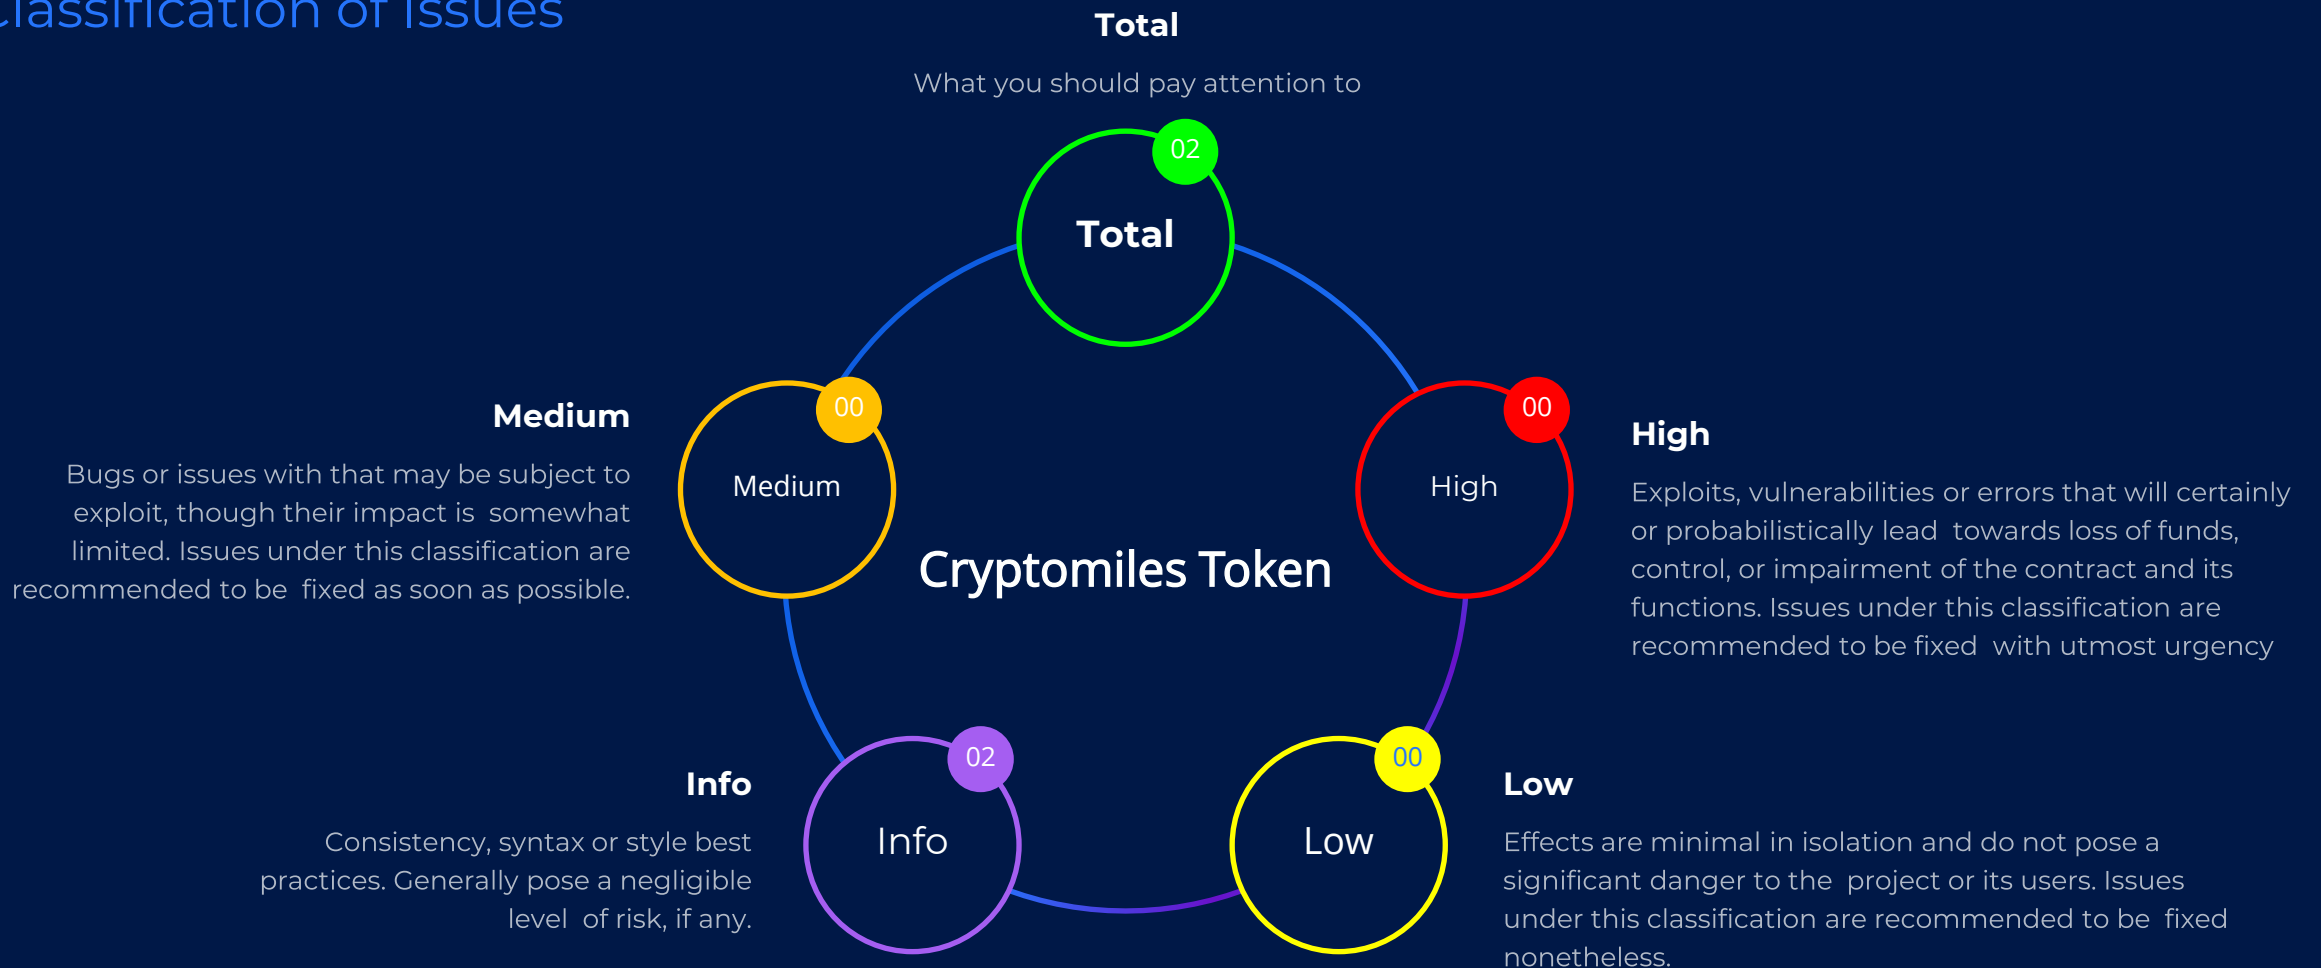 Classification of Issues
Total
What you should pay attention to
02
Total
Medium
Bugs or issues with that may be subject to
exploit, though their impact is somewhat
limited. Issues under this classification are
recommended to be fixed as soon as possible.
00
Medium
00
High
High
Exploits, vulnerabilities or errors that will certainly
or probabilistically lead towards loss of funds,
control, or impairment of the contract and its
functions. Issues under this classification are
recommended to be fixed with utmost urgency
Cryptomiles Token
Info
Consistency, syntax or style best
practices. Generally pose a negligible
level of risk, if any.
02
Info
00
Low
Low
Effects are minimal in isolation and do not pose a
significant danger to the project or its users. Issues
under this classification are recommended to be fixed
nonetheless.